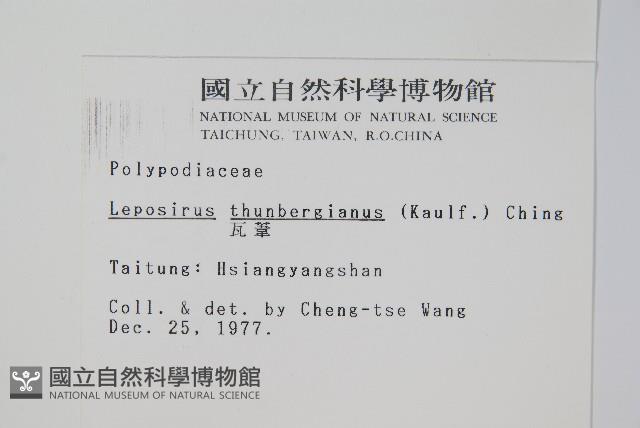 國立自然科學博物館
NATIONAL MUSEUM OF NATURAL SCIENCE
TAICHUNG, TAIWAN, R.O.CHINA
Polypodiaceae
Leposirus thunbergianus (Kaulf.) Ching
瓦葦
Taitung: Hsiangyangshan
Coll. & det. by Cheng-tse Wang
Dec. 25, 1977.
國立自然科學博物館
NATIONAL MUSEUM OF NATURAL SCIENCE